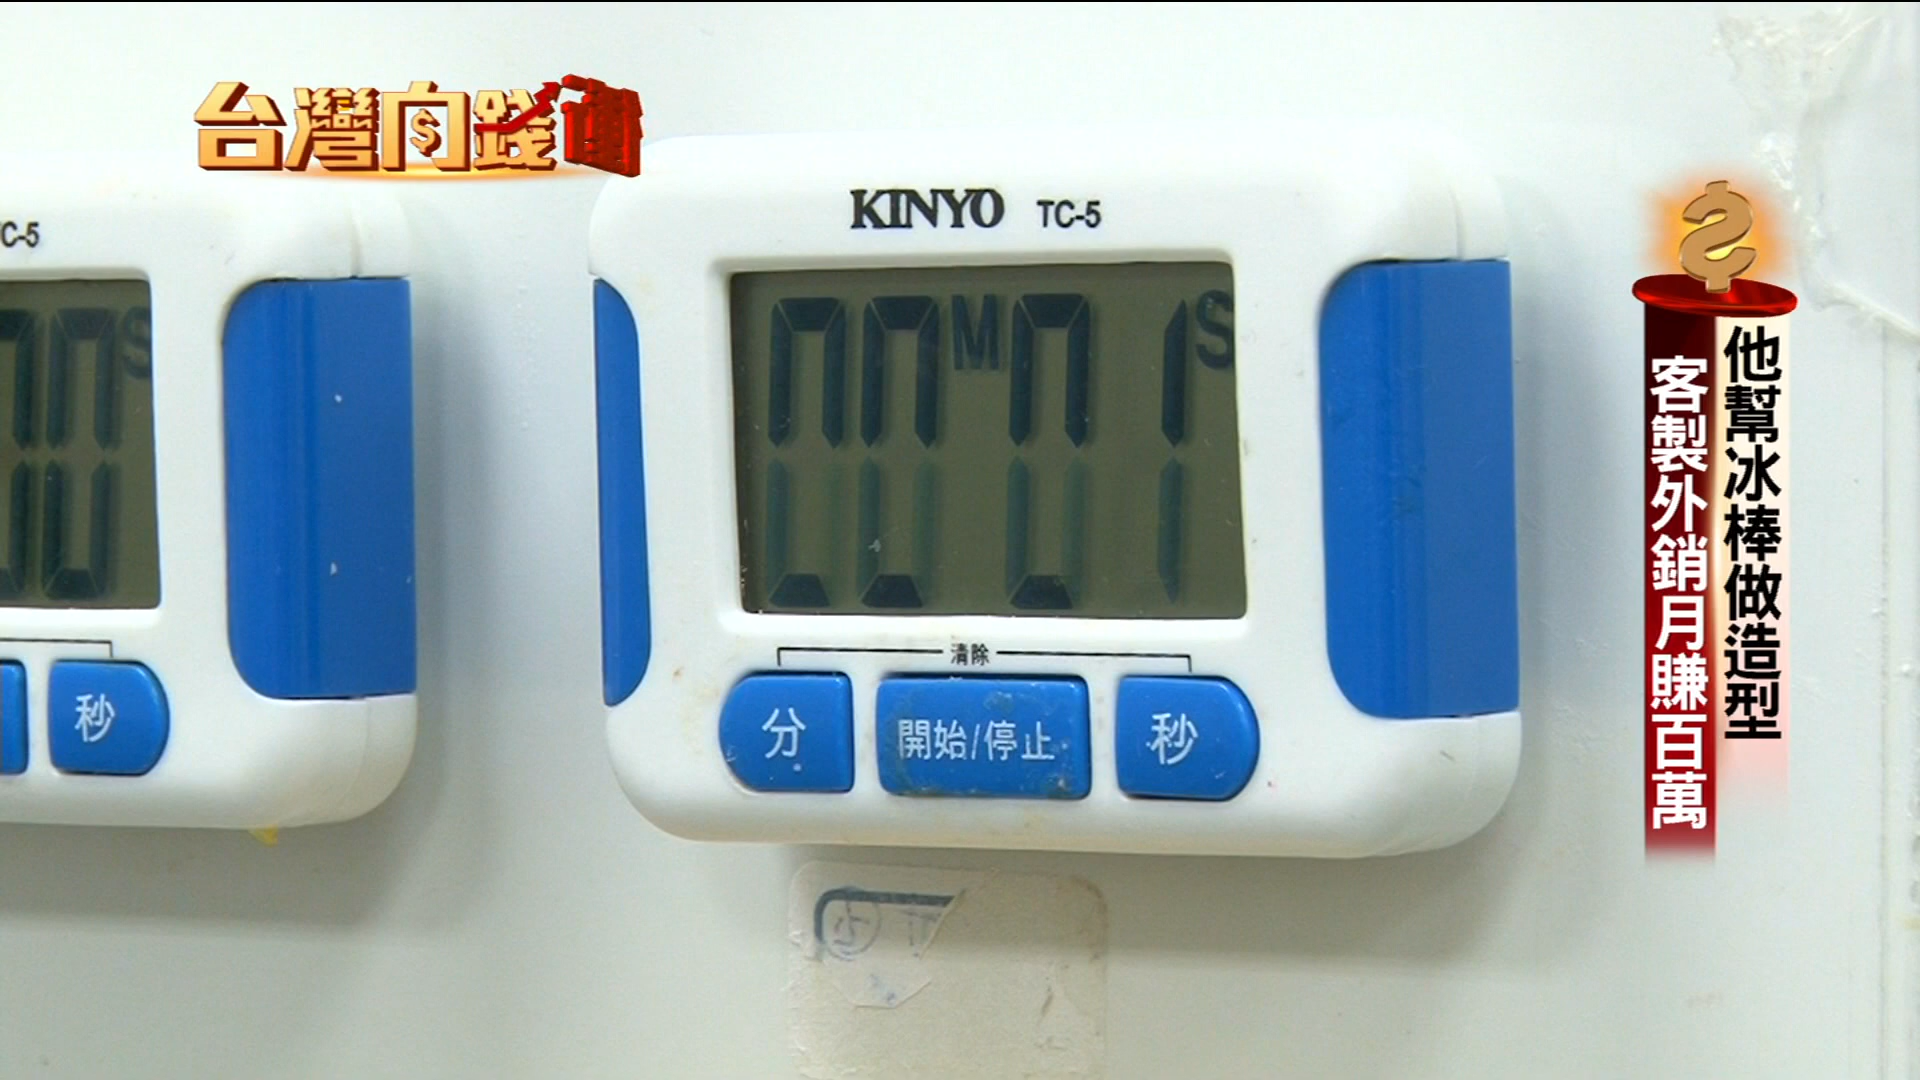 台灣向錢衝
TC-5
秒
KINYO TC-5
00M01S
清除
分 開始/停止 秒
他幫冰棒做造型
客製外銷月賺百萬